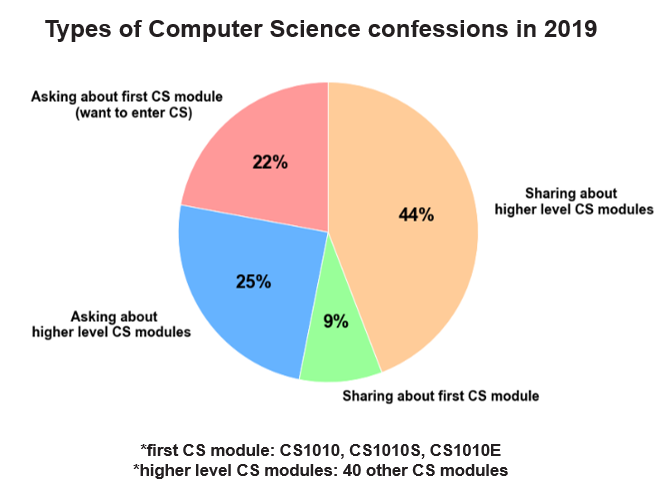 Types of Computer Science confessions in 2019
Asking about first CS module
(want to enter CS)
22%
44%
Sharing about
higher level CS modules
25%
Asking about
higher level CS modules
9%
Sharing about first CS module
*first CS module: CS1010, CS1010S, CS1010E
*higher level CS modules: 40 other CS modules